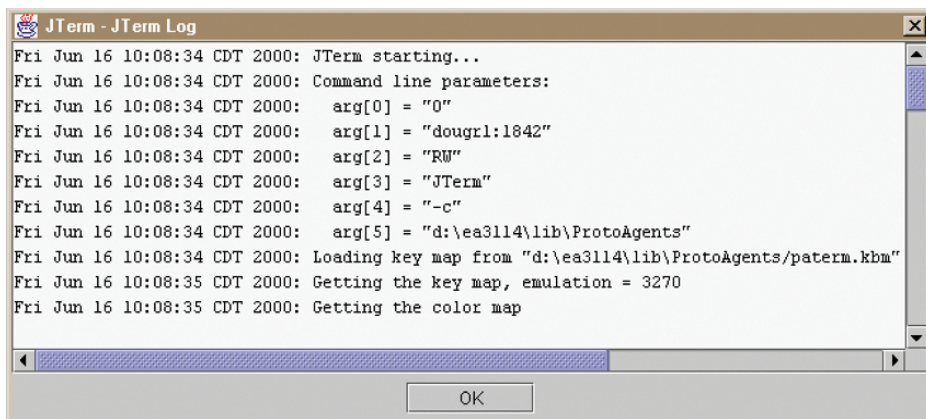 JTerm - JTerm Log
Fri Jun 16 10:08:34 CDT 2000: JTerm starting...
Fri Jun 16 10:08:34 CDT 2000: Command line parameters:
Fri Jun 16 10:08:34 CDT 2000:   arg[0] = "0"
Fri Jun 16 10:08:34 CDT 2000:   arg[1] = "dougrl:1842"
Fri Jun 16 10:08:34 CDT 2000:   arg[2] = "RW"
Fri Jun 16 10:08:34 CDT 2000:   arg[3] = "JTerm"
Fri Jun 16 10:08:34 CDT 2000:   arg[4] = "-c"
Fri Jun 16 10:08:34 CDT 2000:   arg[5] = "d:\ea3114\lib\ProtoAgents"
Fri Jun 16 10:08:34 CDT 2000: Loading key map from "d:\ea3114\lib\ProtoAgents/paterm.kbm"
Fri Jun 16 10:08:35 CDT 2000: Getting the key map, emulation = 3270
Fri Jun 16 10:08:35 CDT 2000: Getting the color map
OK